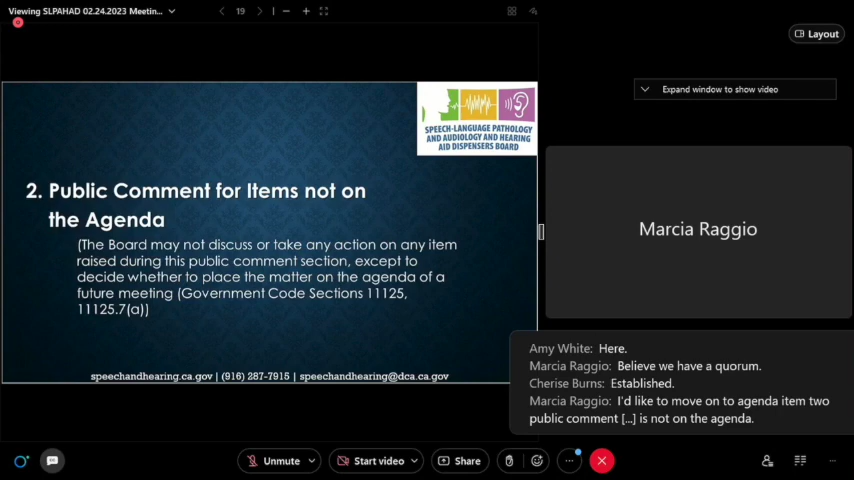 Viewing SLPAHAD 02.24.2023 Meetin...
19
Layout
Expand window to show video
SPEECH-LANGUAGE PATHOLOGY
AND AUDIOLOGY AND HEARING
AID DISPENSERS BOARD
2. Public Comment for Items not on
the Agenda
(The Board may not discuss or take any action on any item
raised during this public comment section, except to
decide whether to place the matter on the agenda of a
future meeting (Government Code Sections 11125,
11125.7(a))
speechandhearing.ca.gov | (916) 287-7915 | speechandhearing@dca.ca.gov
Marcia Raggio
Amy White: Here.
Marcia Raggio: Believe we have a quorum.
Cherise Burns: Established.
Marcia Raggio: I'd like to move on to agenda item two
public comment [...] is not on the agenda.
Unmute
Start video
Share